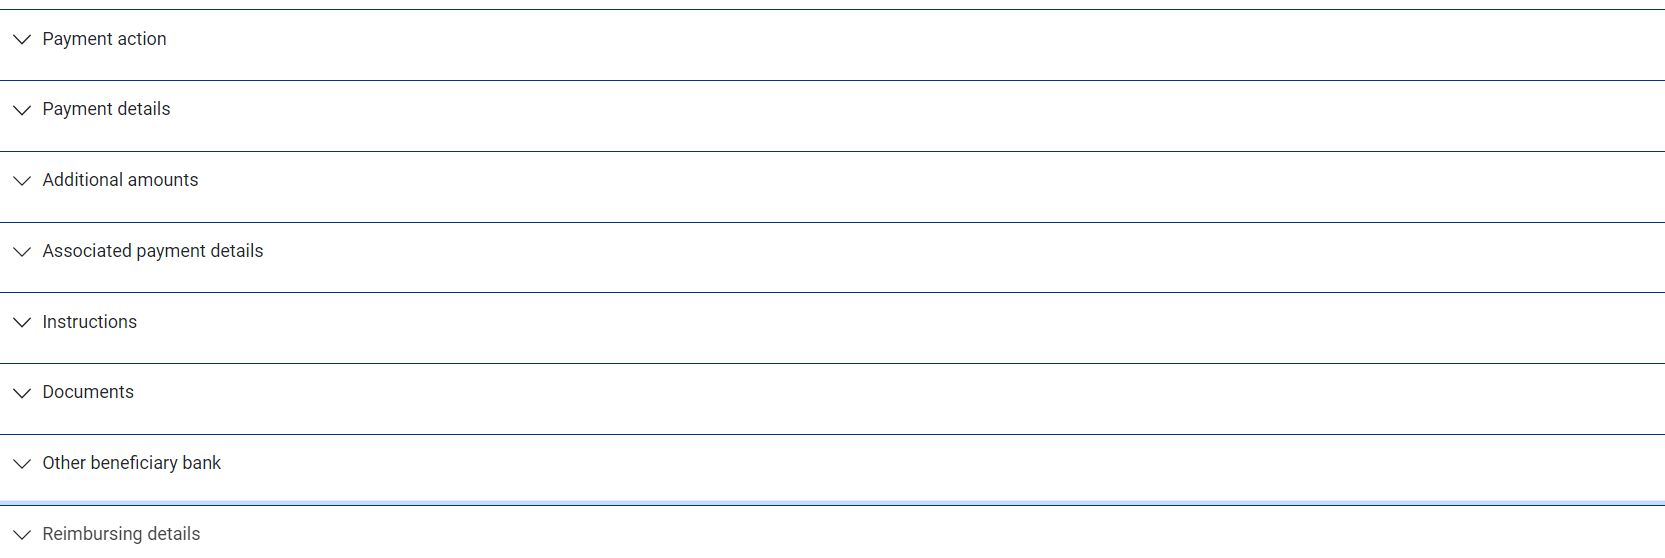 Payment action
Payment details
Additional amounts
Associated payment details
Instructions
Documents
Other beneficiary bank
Reimbursing details